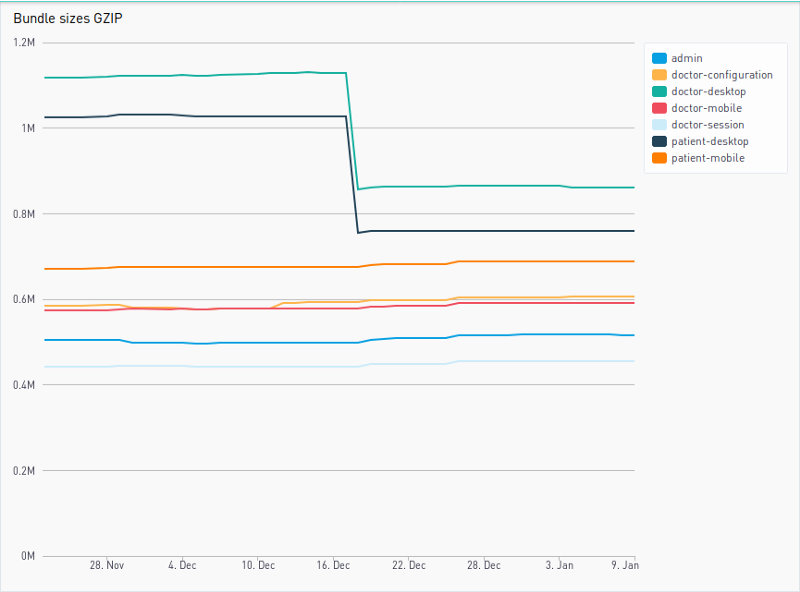 Bundle sizes GZIP
1.2M
1M
0.8M
0.6M
0.4M
0.2M
0M
28. Nov
4. Dec
10. Dec
16. Dec
22. Dec
28. Dec
3. Jan
9. Jan
admin
doctor-configuration
doctor-desktop
doctor-mobile
doctor-session
patient-desktop
patient-mobile